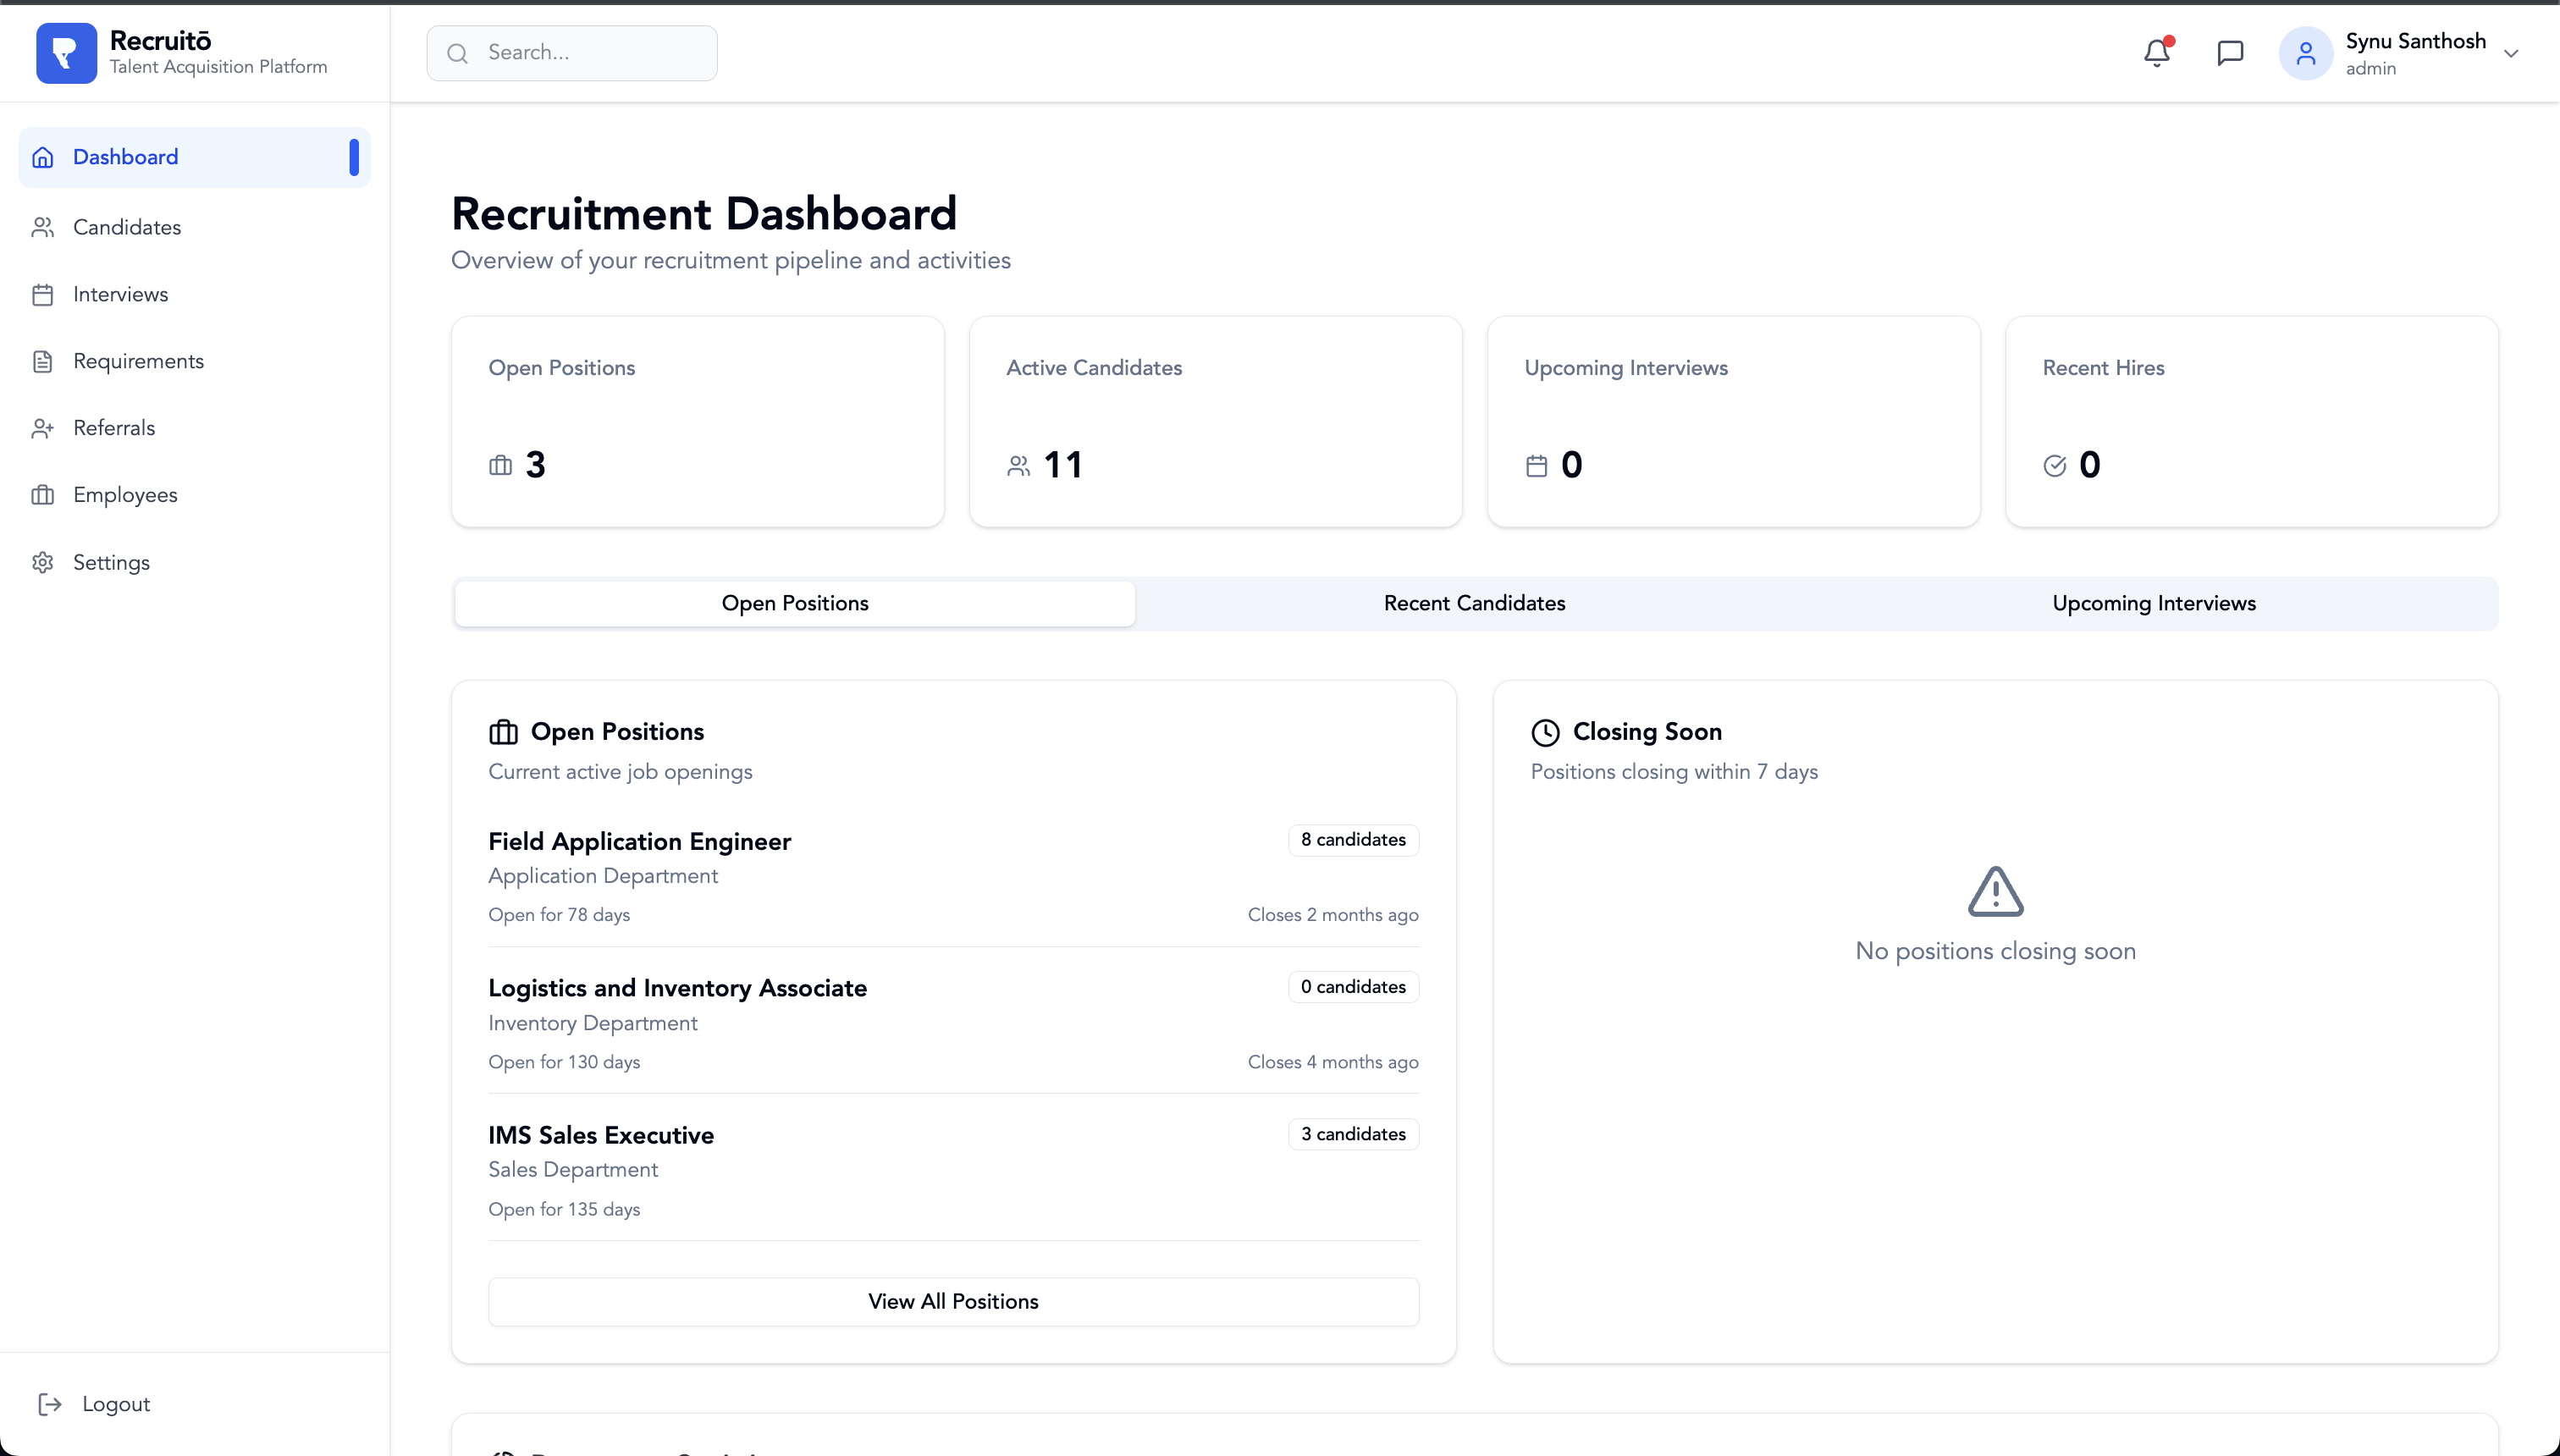 Recruitō
Talent Acquisition Platform
Search...
Synu Santhosh
admin
Dashboard
Candidates
Interviews
Requirements
Referrals
Employees
Settings
Logout
Recruitment Dashboard
Overview of your recruitment pipeline and activities
Open Positions
3
Active Candidates
11
Upcoming Interviews
0
Recent Hires
0
Open Positions
Recent Candidates
Upcoming Interviews
Open Positions
Current active job openings
Field Application Engineer
8 candidates
Application Department
Open for 78 days
Closes 2 months ago
Logistics and Inventory Associate
0 candidates
Inventory Department
Open for 130 days
Closes 4 months ago
IMS Sales Executive
3 candidates
Sales Department
Open for 135 days
View All Positions
Closing Soon
Positions closing within 7 days
No positions closing soon